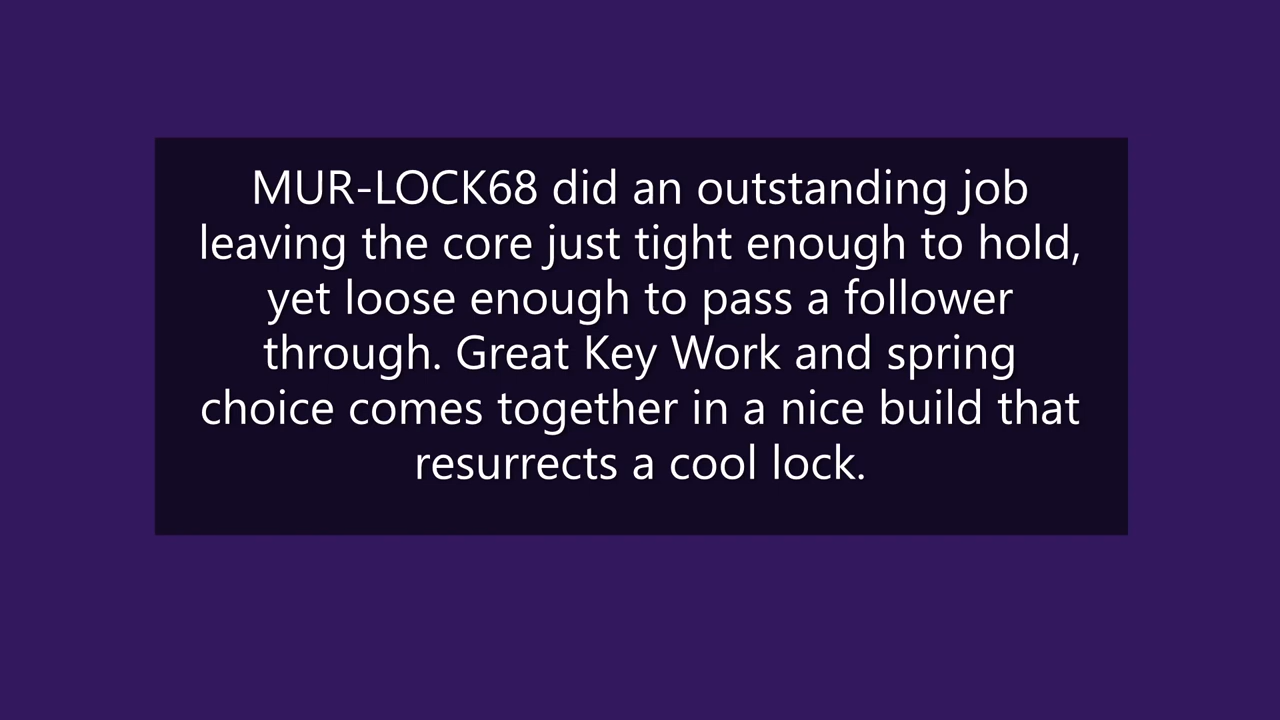 MUR-LOCK68 did an outstanding job
leaving the core just tight enough to hold,
yet loose enough to pass a follower
through. Great Key Work and spring
choice comes together in a nice build that
resurrects a cool lock.